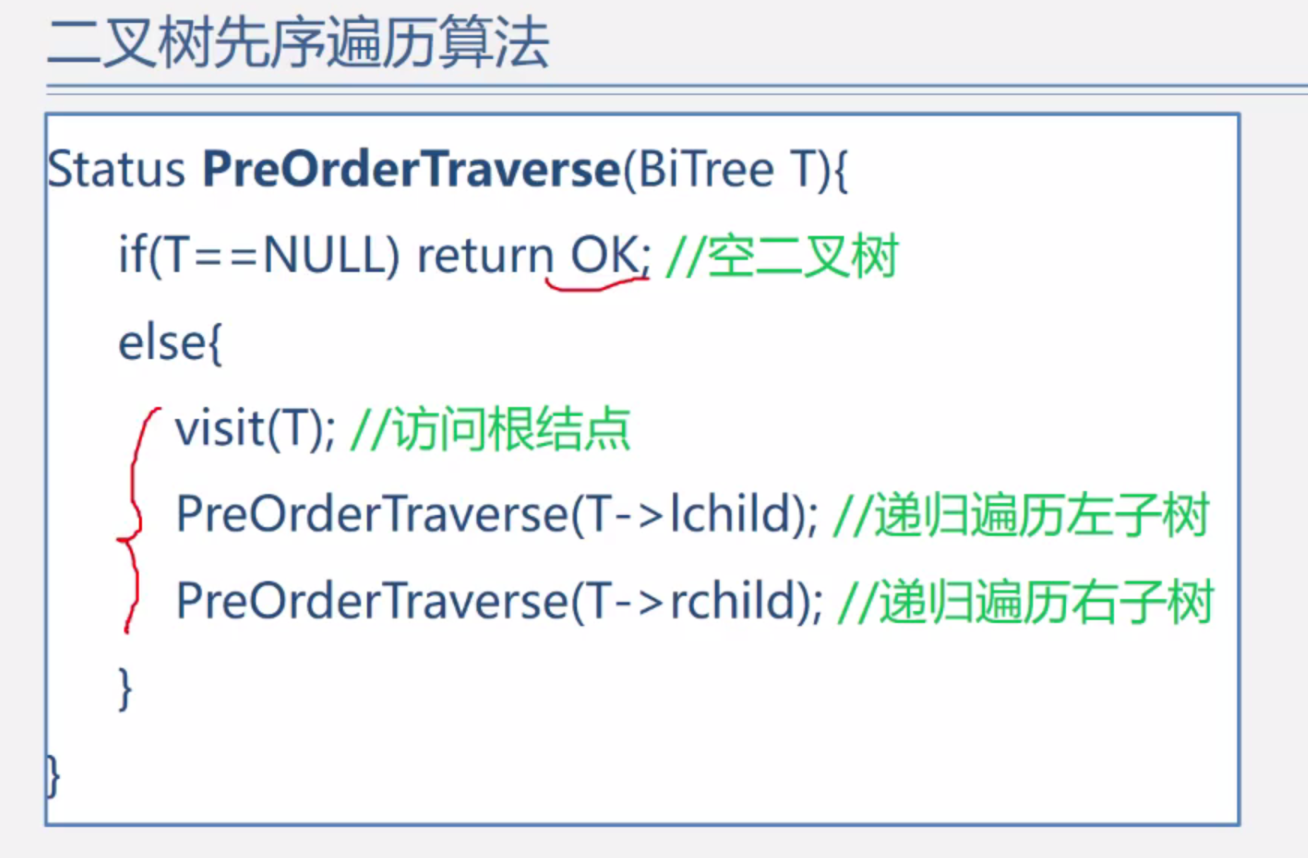 二叉树先序遍历算法
Status PreOrderTraverse(BiTree T){
if(T==NULL) return OK; //空二叉树
else{
visit(T); //访问根结点
PreOrderTraverse(T->lchild); //递归遍历左子树
PreOrderTraverse(T->rchild); //递归遍历右子树
}
}